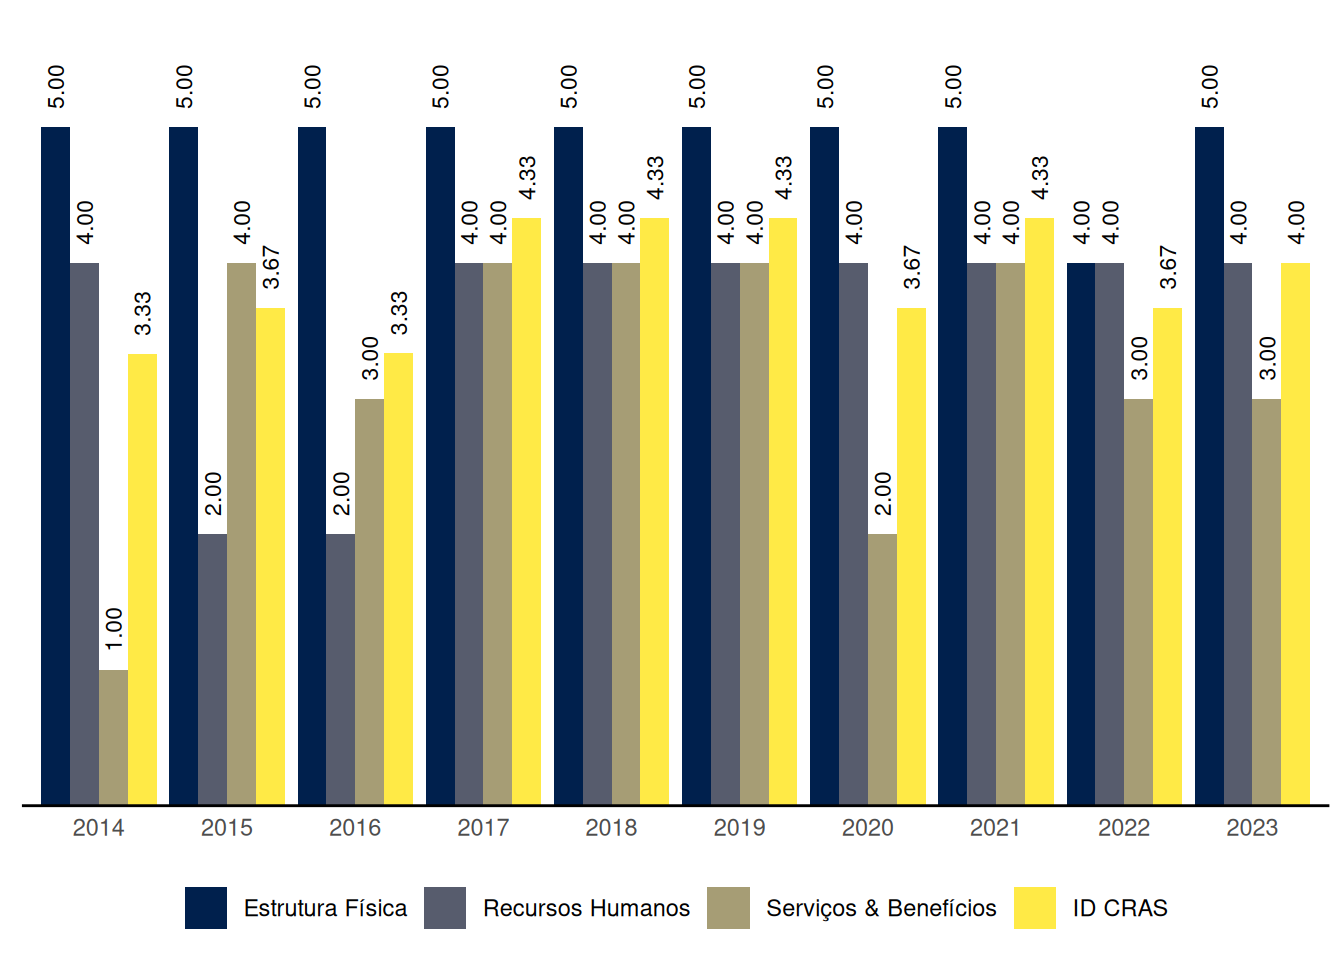 5.00 4.00 1.00 3.33 5.00 2.00 4.00 3.67 5.00 2.00 3.00 3.33 5.00 4.00 4.00 4.33 5.00 4.00 4.00 4.33 5.00 4.00 4.00 4.33 5.00 4.00 2.00 3.67 5.00 4.00 4.00 4.33 4.00 4.00 3.00 3.67 5.00 4.00 3.00 4.00
2014 2015 2016 2017 2018 2019 2020 2021 2022 2023
Estrutura Física Recursos Humanos Serviços & Benefícios ID CRAS